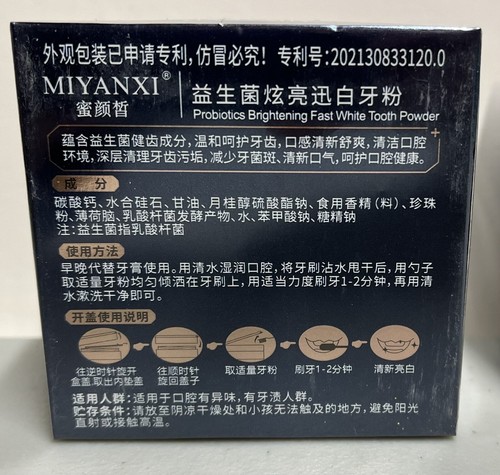 外观包装已申请专利，仿冒必究！专利号：202130833120.0
MIYANXI®
蜜颜皙
益生菌炫亮迅白牙粉
Probiotics Brightening Fast White Tooth Powder
蕴含益生菌健齿成分，温和呵护牙齿，口感清新舒爽，清洁口腔
环境，深层清理牙齿污垢，减少牙菌斑、清新口气，呵护口腔健康。
成分
碳酸钙、水合硅石、甘油、月桂醇硫酸酯钠、食用香精（料）、珍珠
粉、薄荷脑、乳酸杆菌发酵产物、水、苯甲酸钠、糖精钠
注：益生菌指乳酸杆菌
使用方法
早晚代替牙膏使用。用清水湿润口腔，将牙刷沾水甩干后，用勺子
取适量牙粉均匀倾洒在牙刷上，用适当力度刷牙1-2分钟，再用清
水漱洗干净即可。
开盖使用说明
往逆时针旋开
盒盖，取出内垫盖
往顺时针
旋回盖子
取适量牙粉
刷牙1-2分钟
清新亮白
适用人群：适用于口腔有异味，有牙渍人群。
贮存条件：请放至阴凉干燥处和小孩无法触及的地方，避免阳光
直射或接触高温。